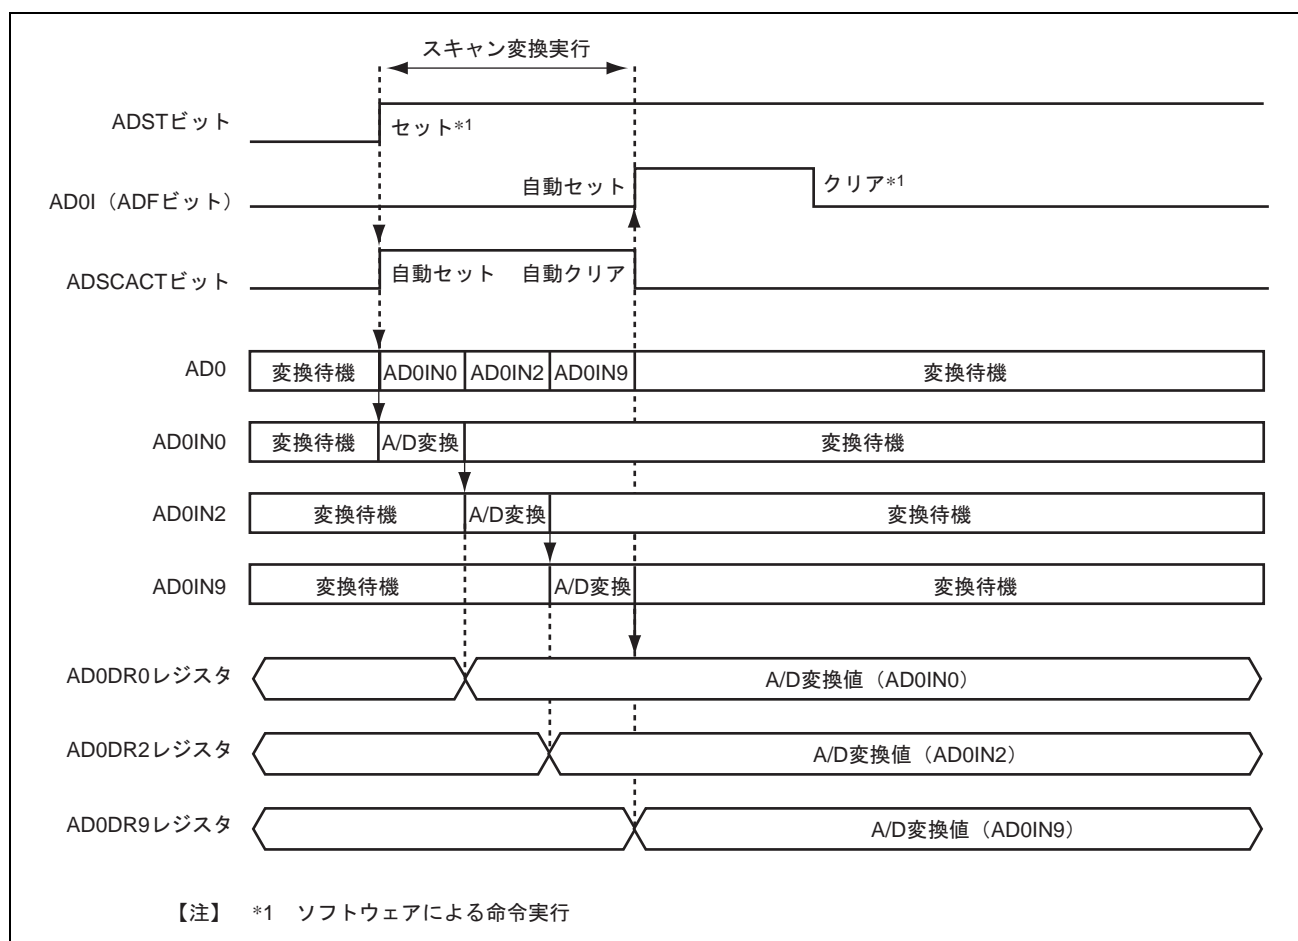 スキャン変換実行
ADSTビット
セット*1
AD0I（ADFビット）
自動セット
クリア*1
ADSCACTビット
自動セット 自動クリア
AD0 変換待機 AD0IN0 AD0IN2 AD0IN9 変換待機
AD0IN0 変換待機 A/D変換 変換待機
AD0IN2 変換待機 A/D変換 変換待機
AD0IN9 変換待機 A/D変換 変換待機
AD0DR0レジスタ A/D変換値（AD0IN0）
AD0DR2レジスタ A/D変換値（AD0IN2）
AD0DR9レジスタ A/D変換値（AD0IN9）
【注】 *1 ソフトウェアによる命令実行